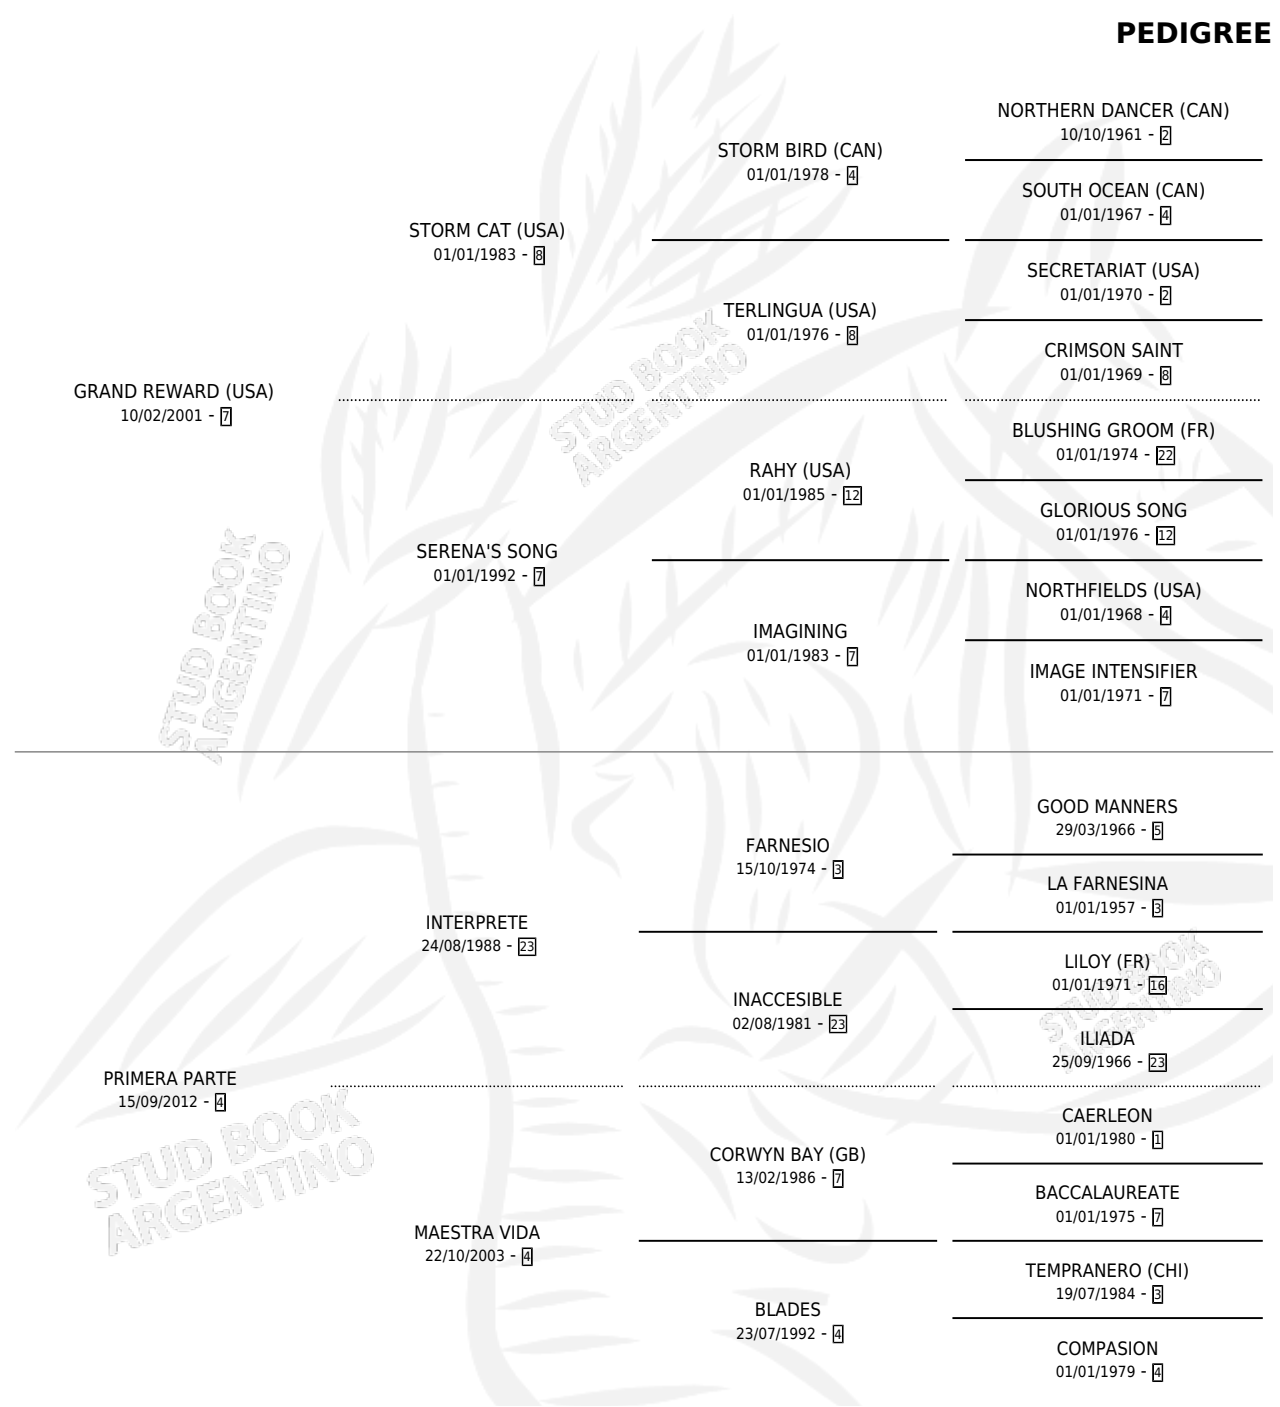 PEDIGREE
GRAND REWARD (USA)
10/02/2001 - 7
STORM CAT (USA)
01/01/1983 - 8
SERENA'S SONG
01/01/1992 - 7
STORM BIRD (CAN)
01/01/1978 - 4
TERLINGUA (USA)
01/01/1976 - 8
RAHY (USA)
01/01/1985 - 12
IMAGINING
01/01/1983 - 7
NORTHERN DANCER (CAN)
10/10/1961 - 2
SOUTH OCEAN (CAN)
01/01/1967 - 4
SECRETARIAT (USA)
01/01/1970 - 2
CRIMSON SAINT
01/01/1969 - 8
BLUSHING GROOM (FR)
01/01/1974 - 22
GLORIOUS SONG
01/01/1976 - 12
NORTHFIELDS (USA)
01/01/1968 - 4
IMAGE INTENSIFIER
01/01/1971 - 7
PRIMERA PARTE
15/09/2012 - 4
INTERPRETE
24/08/1988 - 23
MAESTRA VIDA
22/10/2003 - 4
FARNESIO
15/10/1974 - 3
INACCESIBLE
02/08/1981 - 23
CORWYN BAY (GB)
13/02/1986 - 7
BLADES
23/07/1992 - 4
GOOD MANNERS
29/03/1966 - 5
LA FARNESINA
01/01/1957 - 3
LILOY (FR)
01/01/1971 - 16
ILIADA
25/09/1966 - 23
CAERLEON
01/01/1980 - 1
BACCALAUREATE
01/01/1975 - 7
TEMPRANERO (CHI)
19/07/1984 - 3
COMPASION
01/01/1979 - 4
STUD BOOK
ARGENTINO
STUD BOOK
ARGENTINO
STUD BOOK
ARGENTINO
STUD BOOK
ARGENTINO